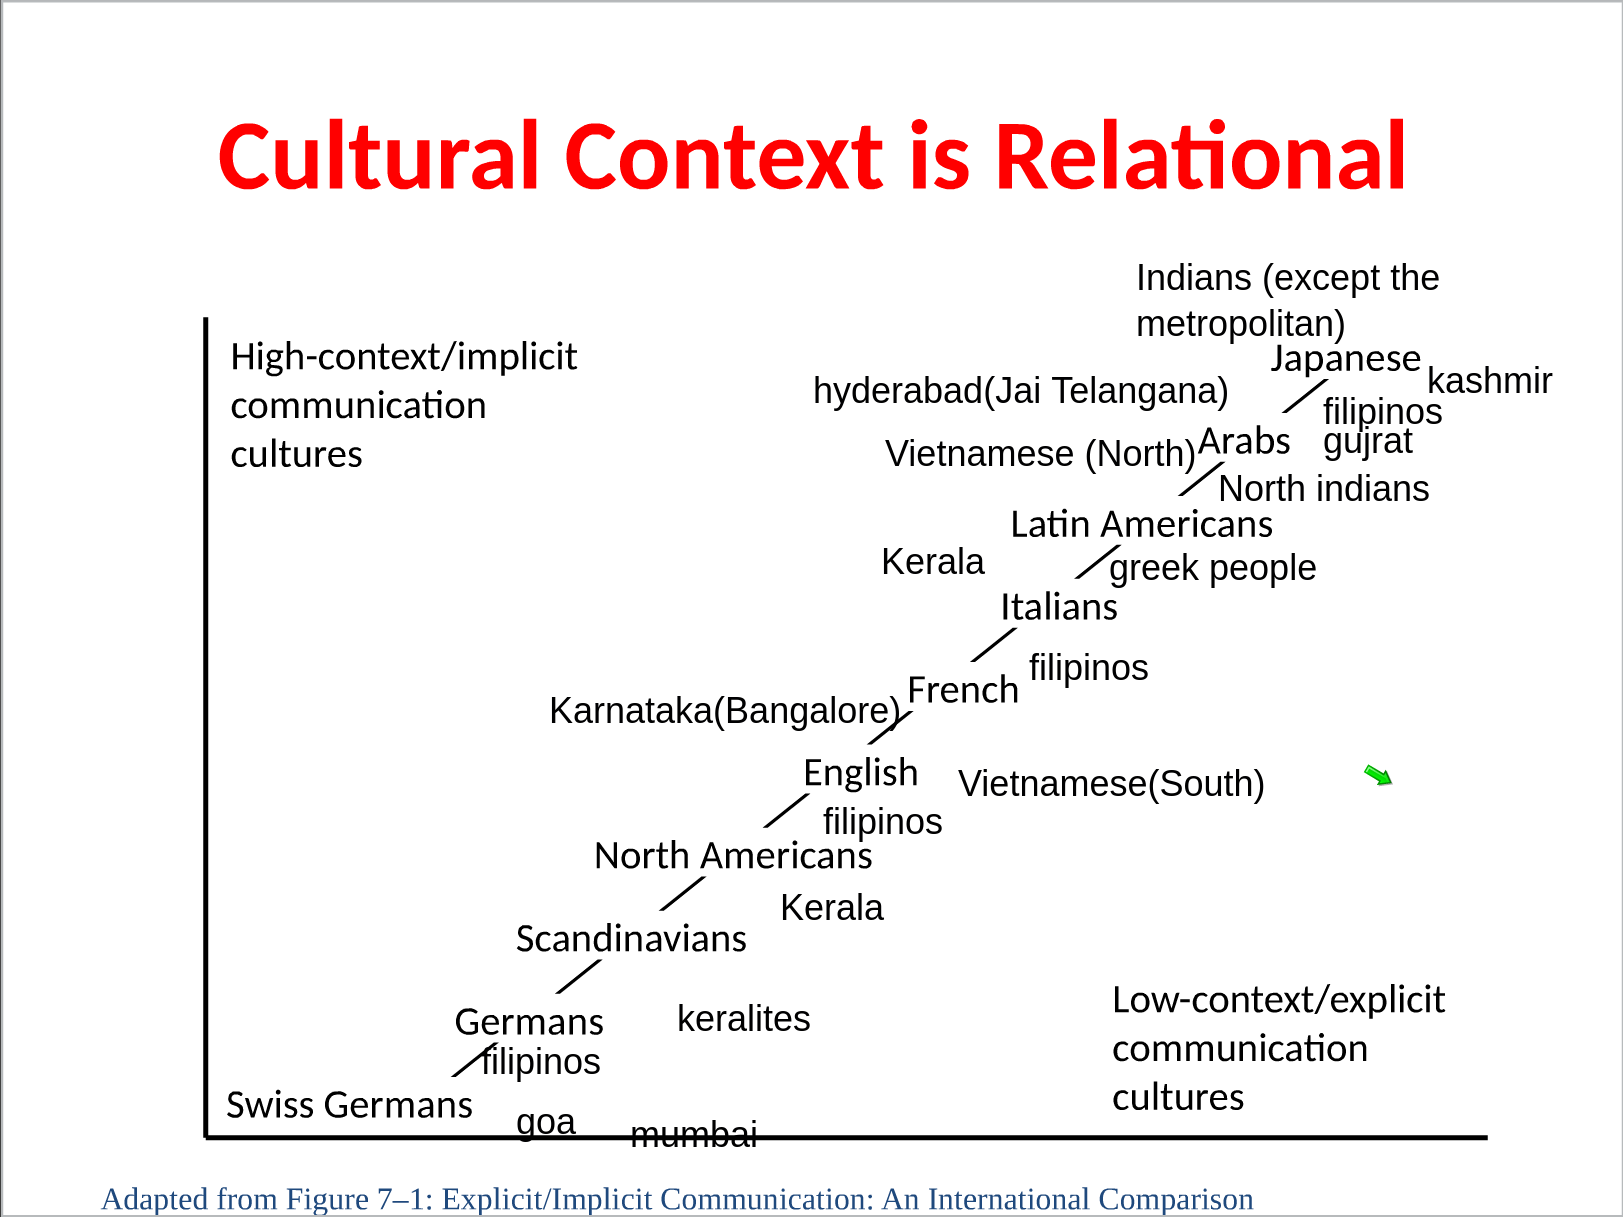 Cultural Context is Relational
Indians (except the
metropolitan)
High-context/implicit
communication
cultures
Japanese
kashmir
hyderabad(Jai Telangana)
filipinos
Arabs
gujrat
Vietnamese (North)
North indians
Latin Americans
Kerala
greek people
Italians
filipinos
French
Karnataka(Bangalore)
English
Vietnamese(South)
filipinos
North Americans
Kerala
Scandinavians
Low-context/explicit
communication
cultures
Germans
keralites
filipinos
Swiss Germans
goa
mumbai
Adapted from Figure 7–1: Explicit/Implicit Communication: An International Comparison